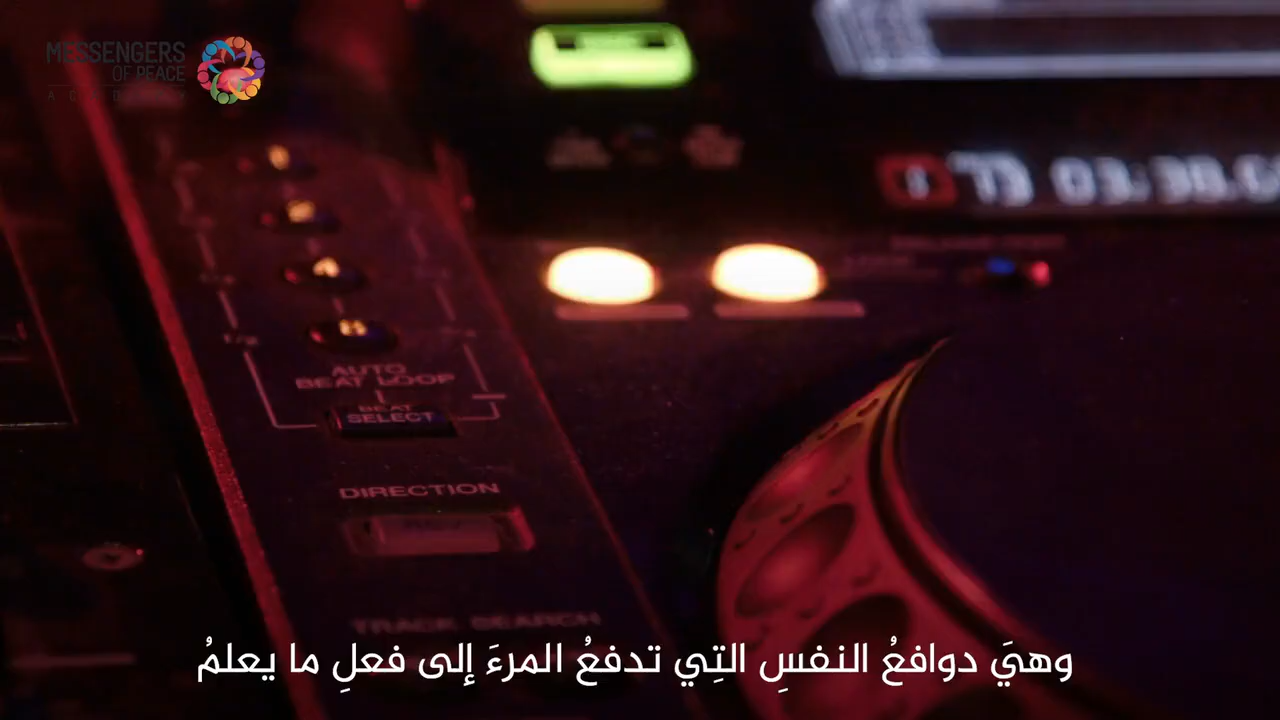 MESSENGERS
OF PEACE
ACADEMY
AUTO
BEAT LOOP
BEAT
SELECT
DIRECTION
TRACK SEARCH
وهيَ دوافعُ النفسِ التِي تدفعُ المرءَ إلى فعلِ ما يعلمُ